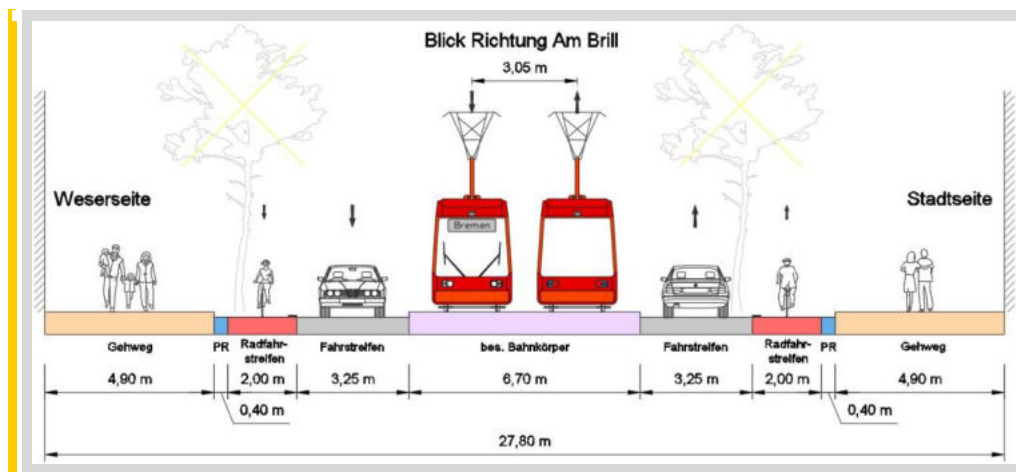 Blick Richtung Am Brill
3,05 m
Weserseite
Stadtseite
Bremen
Gehweg
PR
Radfahr-
streifen
Fahrstreifen
bes. Bahnkörper
Fahrstreifen
Radfahr-
streifen
PR
Gehweg
4,90 m
2,00 m
3,25 m
6,70 m
3,25 m
2,00 m
4,90 m
0,40 m
0,40 m
27,80 m